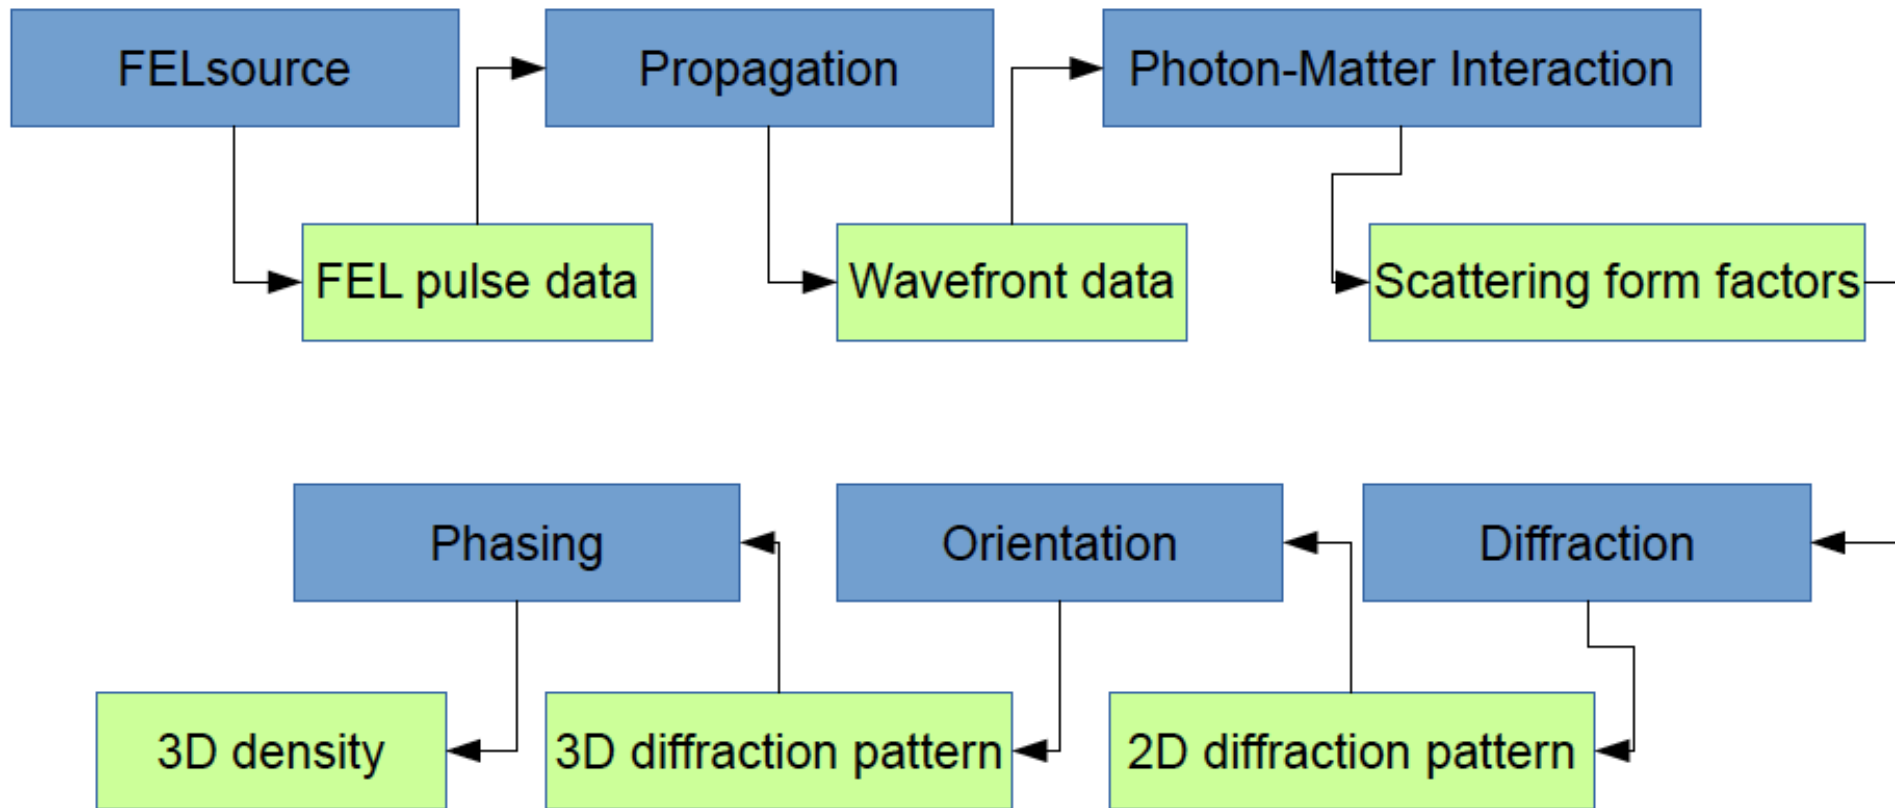 FELsource
Propagation
Photon-Matter Interaction
FEL pulse data
Wavefront data
Scattering form factors
Phasing
Orientation
Diffraction
3D density
3D diffraction pattern
2D diffraction pattern